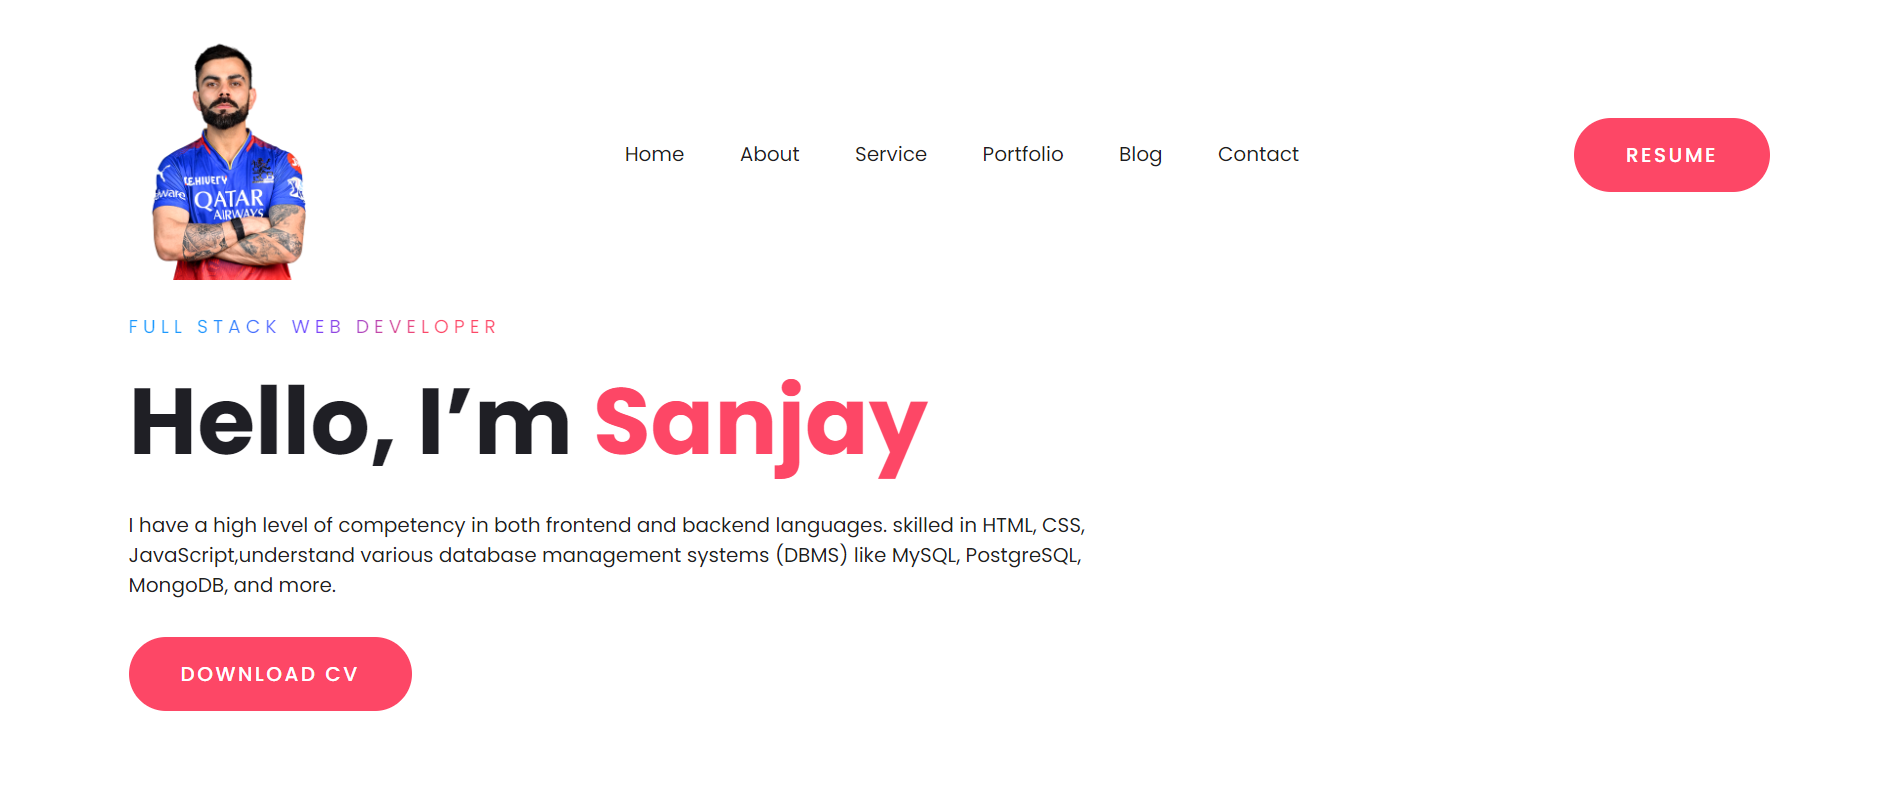 Home About Service Portfolio Blog Contact
RESUME
QATAR
AIRWAYS
FULL STACK WEB DEVELOPER
Hello, I’m Sanjay
I have a high level of competency in both frontend and backend languages. skilled in HTML, CSS,
JavaScript,understand various database management systems (DBMS) like MySQL, PostgreSQL,
MongoDB, and more.
DOWNLOAD CV